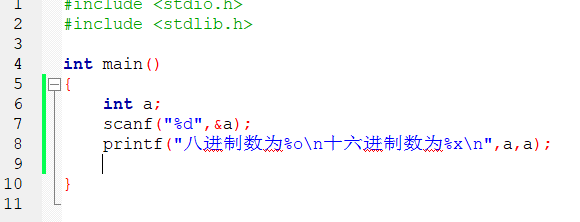 1 #include <stdio.h>
2 #include <stdlib.h>
3
4 int main()
5 {
6 int a;
7 scanf("%d",&a);
8 printf("八进制数为%o\n十六进制数为%x\n",a,a);
9
10 }
11